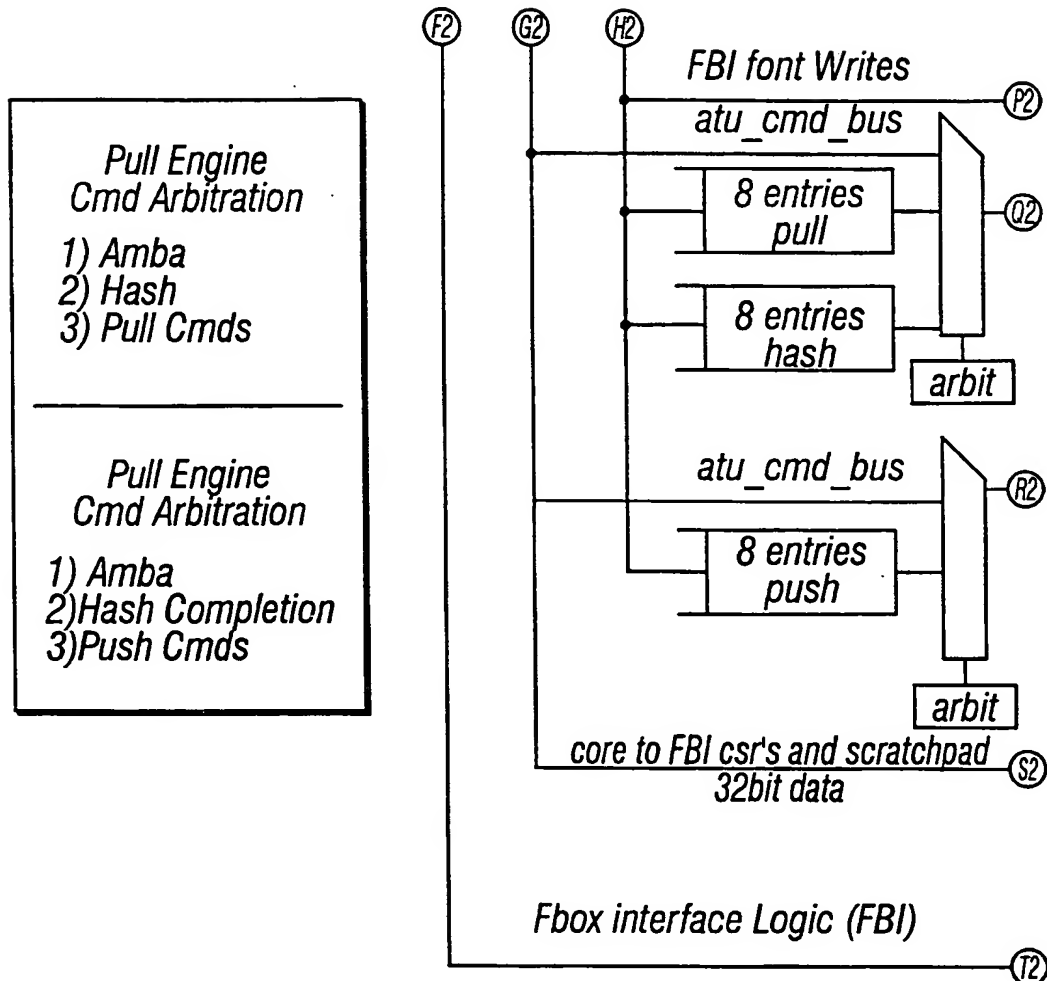 F2 G2 H2
FBI font Writes
P2
atu_cmd_bus
8 entries
pull
Q2
8 entries
hash
arbit
atu_cmd_bus
R2
8 entries
push
arbit
core to FBI csr's and scratchpad
32bit data
S2
Fbox interface Logic (FBI)
T2
Pull Engine
Cmd Arbitration
1) Amba
2) Hash
3) Pull Cmds
Pull Engine
Cmd Arbitration
1) Amba
2)Hash Completion
3)Push Cmds